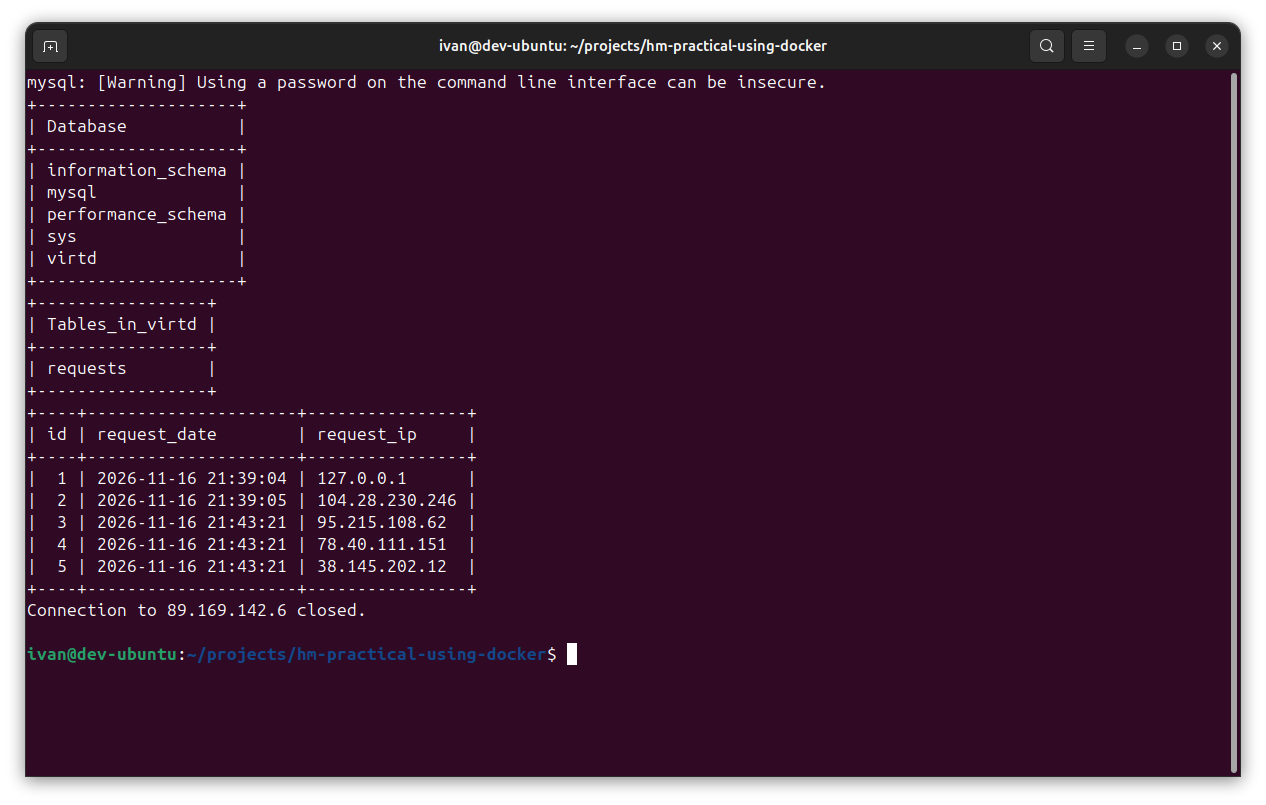 ivan@dev-ubuntu: ~/projects/hm-practical-using-docker
mysql: [Warning] Using a password on the command line interface can be insecure.
+--------------------+
| Database           |
+--------------------+
| information_schema |
| mysql              |
| performance_schema |
| sys                |
| virtd              |
+--------------------+
+-----------------+
| Tables_in_virtd |
+-----------------+
| requests        |
+-----------------+
+----+---------------------+----------------+
| id | request_date        | request_ip     |
+----+---------------------+----------------+
|  1 | 2026-11-16 21:39:04 | 127.0.0.1      |
|  2 | 2026-11-16 21:39:05 | 104.28.230.246 |
|  3 | 2026-11-16 21:43:21 | 95.215.108.62  |
|  4 | 2026-11-16 21:43:21 | 78.40.111.151  |
|  5 | 2026-11-16 21:43:21 | 38.145.202.12  |
+----+---------------------+----------------+
Connection to 89.169.142.6 closed.
ivan@dev-ubuntu:~/projects/hm-practical-using-docker$